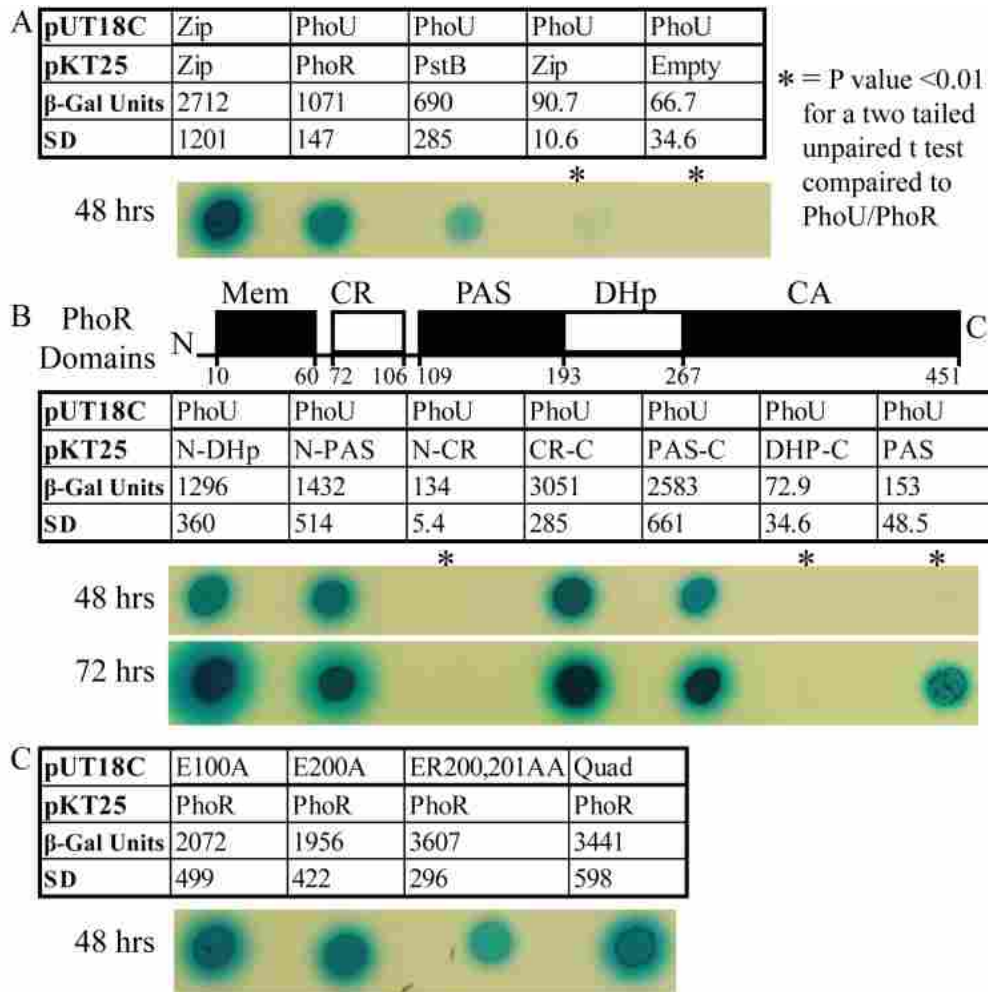 A
pUT18C Zip PhoU PhoU PhoU PhoU
pKT25 Zip PhoR PstB Zip Empty
β-Gal Units 2712 1071 690 90.7 66.7
SD 1201 147 285 10.6 34.6
* *
* = P value <0.01
for a two tailed
unpaired t test
compaired to
PhoU/PhoR
48 hrs
B
PhoR
Domains
Mem CR PAS DHp CA
N C
10 60 72 106 109 193 267 451
pUT18C PhoU PhoU PhoU PhoU PhoU PhoU PhoU
pKT25 N-DHp N-PAS N-CR CR-C PAS-C DHP-C PAS
β-Gal Units 1296 1432 134 3051 2583 72.9 153
SD 360 514 5.4 285 661 34.6 48.5
* * *
48 hrs
72 hrs
C
pUT18C E100A E200A ER200,201AA Quad
pKT25 PhoR PhoR PhoR PhoR
β-Gal Units 2072 1956 3607 3441
SD 499 422 296 598
48 hrs